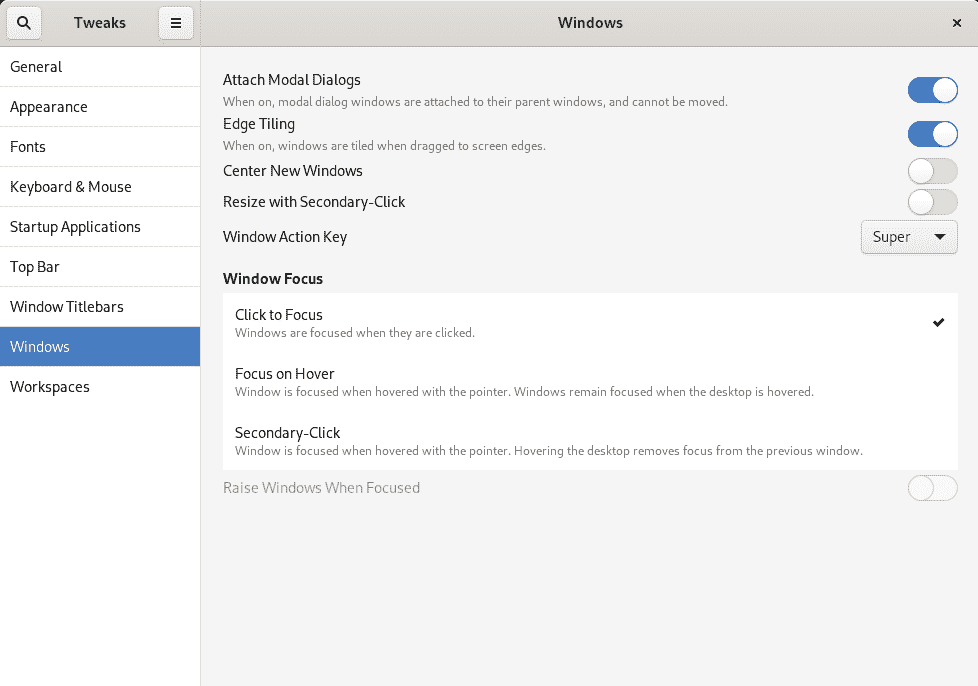 Tweaks
Windows
General
Appearance
Fonts
Keyboard & Mouse
Startup Applications
Top Bar
Window Titlebars
Windows
Workspaces
Attach Modal Dialogs
When on, modal dialog windows are attached to their parent windows, and cannot be moved.
Edge Tiling
When on, windows are tiled when dragged to screen edges.
Center New Windows
Resize with Secondary-Click
Window Action Key
Super
Window Focus
Click to Focus
Windows are focused when they are clicked.
Focus on Hover
Window is focused when hovered with the pointer. Windows remain focused when the desktop is hovered.
Secondary-Click
Window is focused when hovered with the pointer. Hovering the desktop removes focus from the previous window.
Raise Windows When Focused